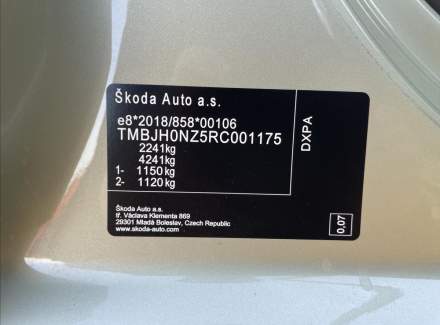 Škoda Auto a.s.
e8*2018/858*00106
TMBJH0NZ5RC001175
2241kg
4241kg
1- 1150kg
2- 1120kg
Škoda Auto a.s.
tř. Václava Klementa 869
29301 Mladá Boleslav, Czech Republic
www.skoda-auto.com
DXPA
0,07